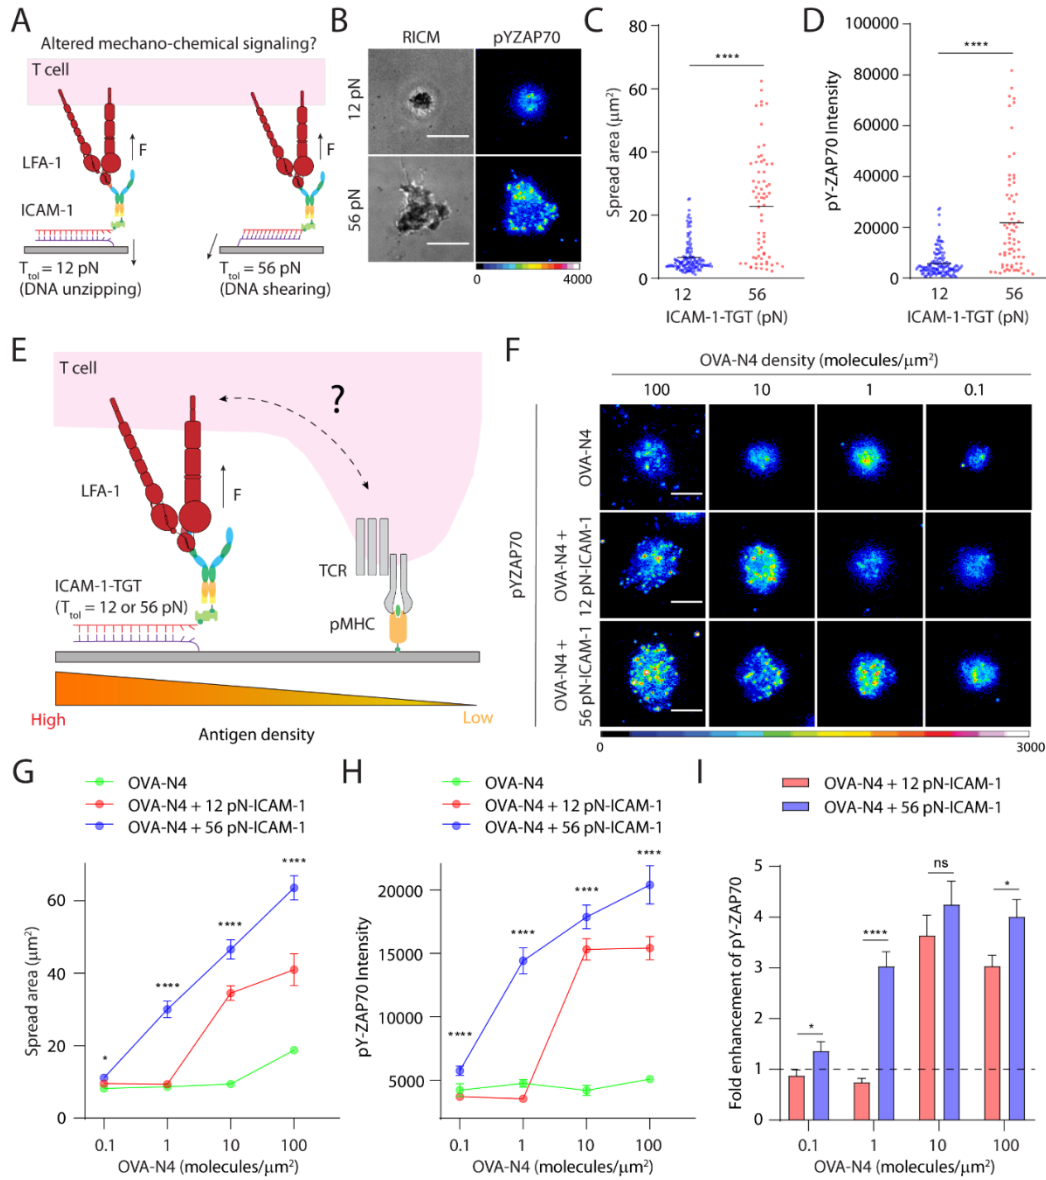 A
Altered mechano-chemical signaling?
T cell
LFA-1
F
F
ICAM-1
T_tol = 12 pN
(DNA unzipping)
T_tol = 56 pN
(DNA shearing)
B
RICM
pYZAP70
12 pN
56 pN
0
4000
C
****
Spread area (μm²)
80
60
40
20
0
12
56
ICAM-1-TGT (pN)
D
****
pY-ZAP70 Intensity
100000
80000
60000
40000
20000
0
12
56
ICAM-1-TGT (pN)
E
T cell
?
LFA-1
F
TCR
ICAM-1-TGT
(T_tol = 12 or 56 pN)
pMHC
High
Low
Antigen density
F
OVA-N4 density (molecules/μm²)
100
10
1
0.1
pYZAP70
OVA-N4
OVA-N4 +
12 pN-ICAM-1
OVA-N4 +
56 pN-ICAM-1
0
3000
G
OVA-N4
OVA-N4 + 12 pN-ICAM-1
OVA-N4 + 56 pN-ICAM-1
Spread area (μm²)
60
40
20
0
*
****
****
****
0.1
1
10
100
OVA-N4 (molecules/μm²)
H
OVA-N4
OVA-N4 + 12 pN-ICAM-1
OVA-N4 + 56 pN-ICAM-1
pY-ZAP70 Intensity
20000
15000
10000
5000
****
****
****
****
0.1
1
10
100
OVA-N4 (molecules/μm²)
I
OVA-N4 + 12 pN-ICAM-1
OVA-N4 + 56 pN-ICAM-1
Fold enhancement of pY-ZAP70
5
4
3
2
1
0
*
****
ns
*
0.1
1
10
100
OVA-N4 (molecules/μm²)